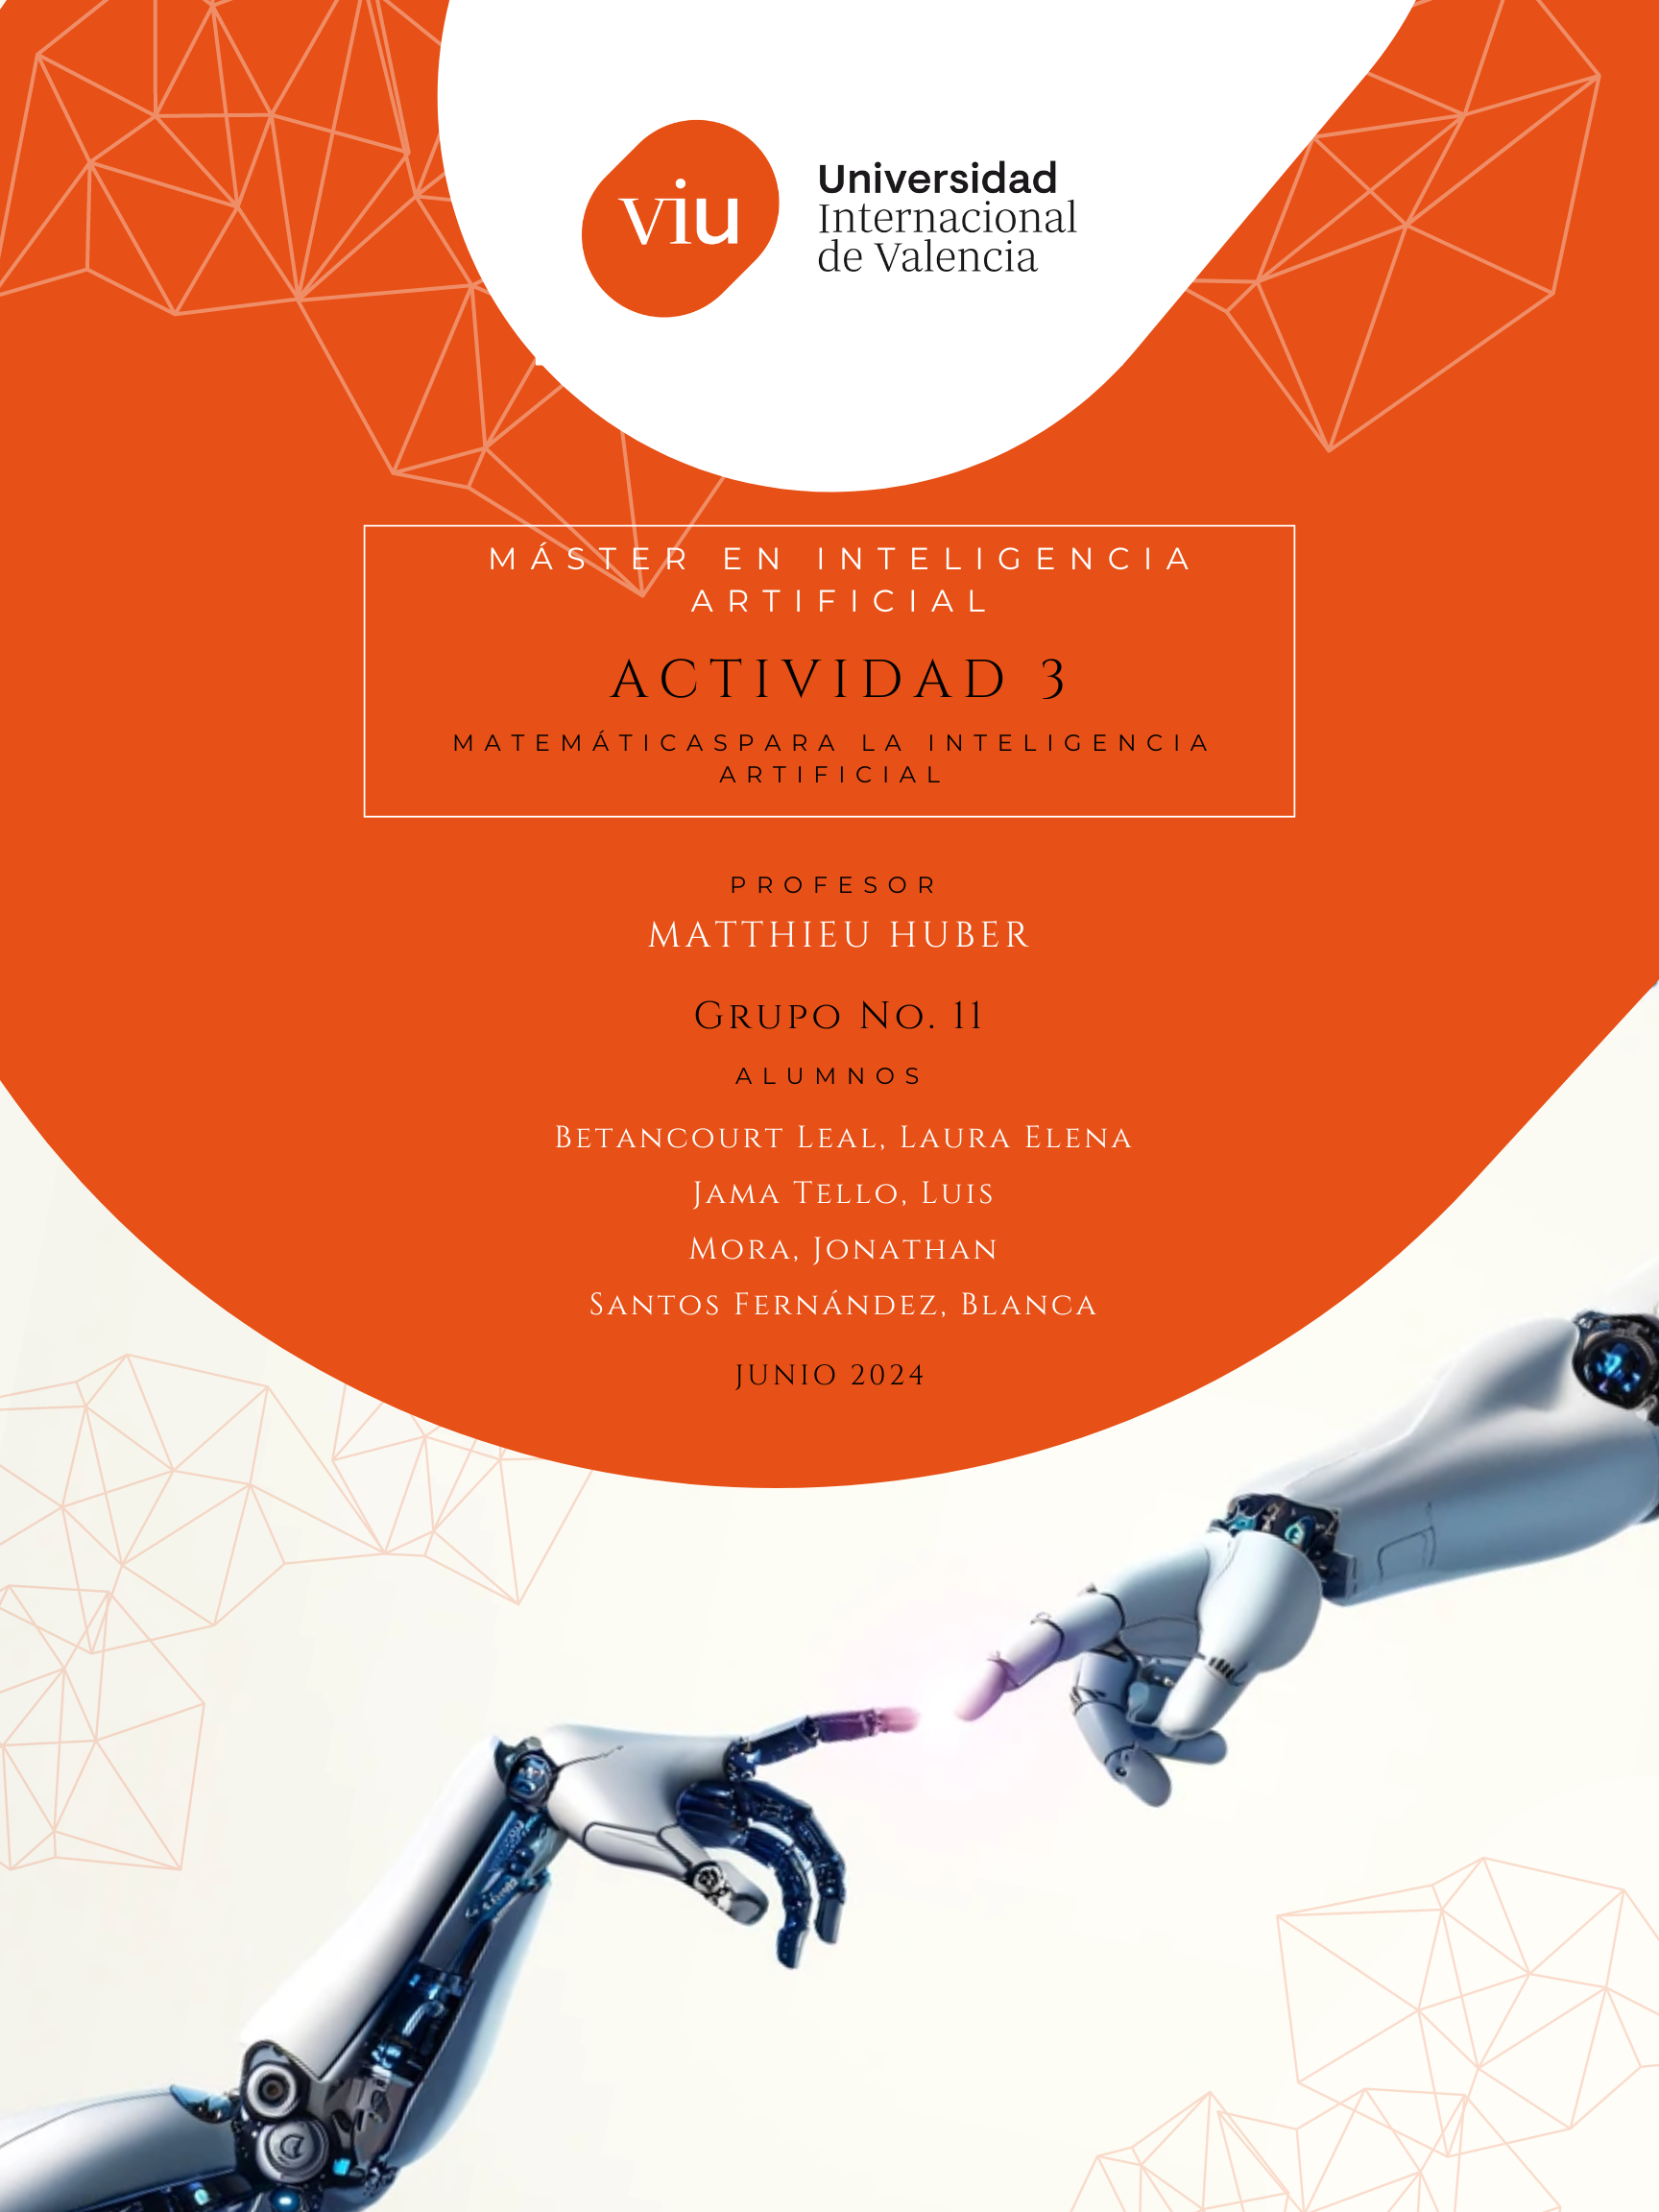 viu
Universidad
Internacional
de Valencia
MÁSTER EN INTELIGENCIA
ARTIFICIAL
ACTIVIDAD 3
MATEMÁTICASPARA LA INTELIGENCIA
ARTIFICIAL
PROFESOR
MATTHIEU HUBER
Grupo No. 11
ALUMNOS
Betancourt Leal, Laura Elena
Jama Tello, Luis
Mora, Jonathan
Santos Fernández, Blanca
JUNIO 2024